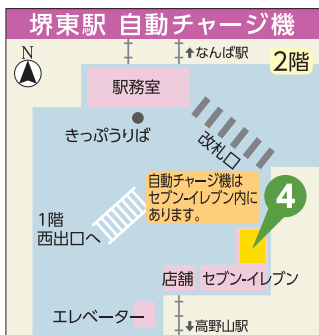 堺東駅 自動チャージ機
N
↑なんば駅
2階
駅務室
きっぷうりば
改札口
自動チャージ機は
セブン-イレブン内に
あります。
4
1階
西出口へ
店舗
セブン-イレブン
エレベーター
↓高野山駅